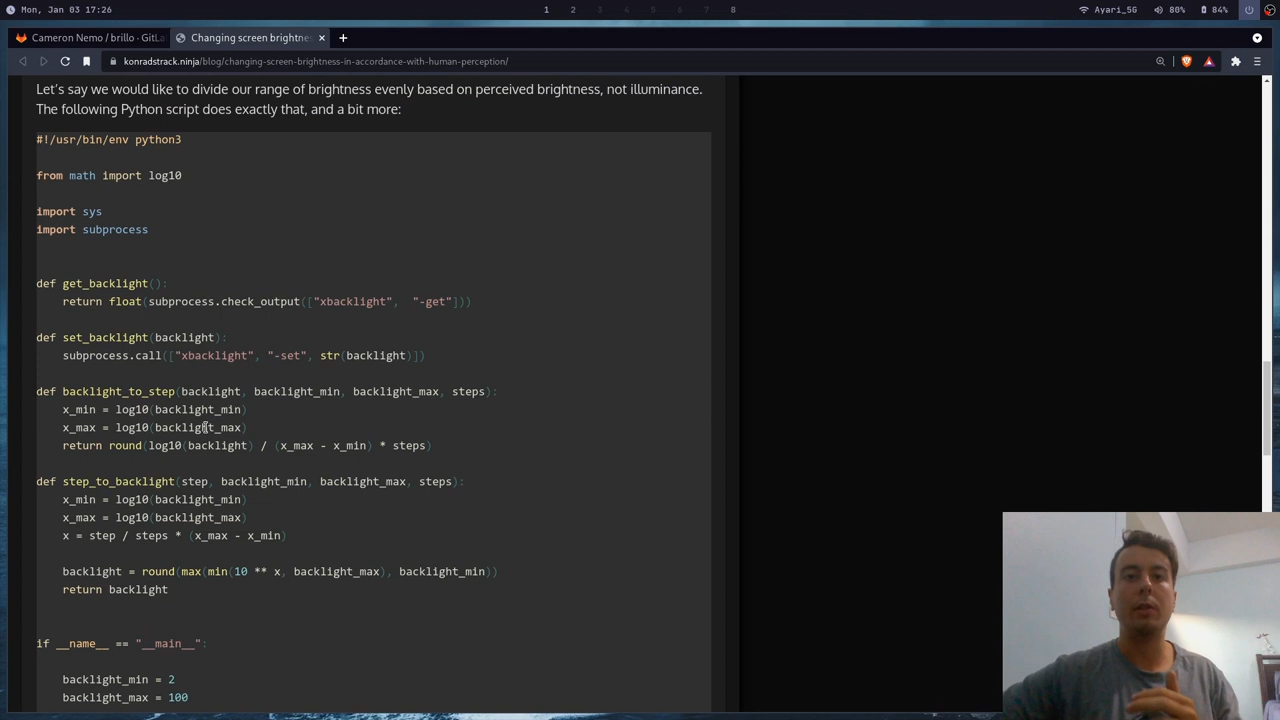 Mon, Jan 03 17:26
1 2 3 4 5 6 7 8
Ayari_5G 80% 84%
Cameron Nemo / brillo · GitLa
Changing screen brightnes
konradstrack.ninja/blog/changing-screen-brightness-in-accordance-with-human-perception/
Let's say we would like to divide our range of brightness evenly based on perceived brightness, not illuminance.
The following Python script does exactly that, and a bit more:
#!/usr/bin/env python3
from math import log10
import sys
import subprocess
def get_backlight():
return float(subprocess.check_output(["xbacklight", "-get"]))
def set_backlight(backlight):
subprocess.call(["xbacklight", "-set", str(backlight)])
def backlight_to_step(backlight, backlight_min, backlight_max, steps):
x_min = log10(backlight_min)
x_max = log10(backlight_max)
return round(log10(backlight) / (x_max - x_min) * steps)
def step_to_backlight(step, backlight_min, backlight_max, steps):
x_min = log10(backlight_min)
x_max = log10(backlight_max)
x = step / steps * (x_max - x_min)
backlight = round(max(min(10 ** x, backlight_max), backlight_min))
return backlight
if __name__ == "__main__":
backlight_min = 2
backlight_max = 100